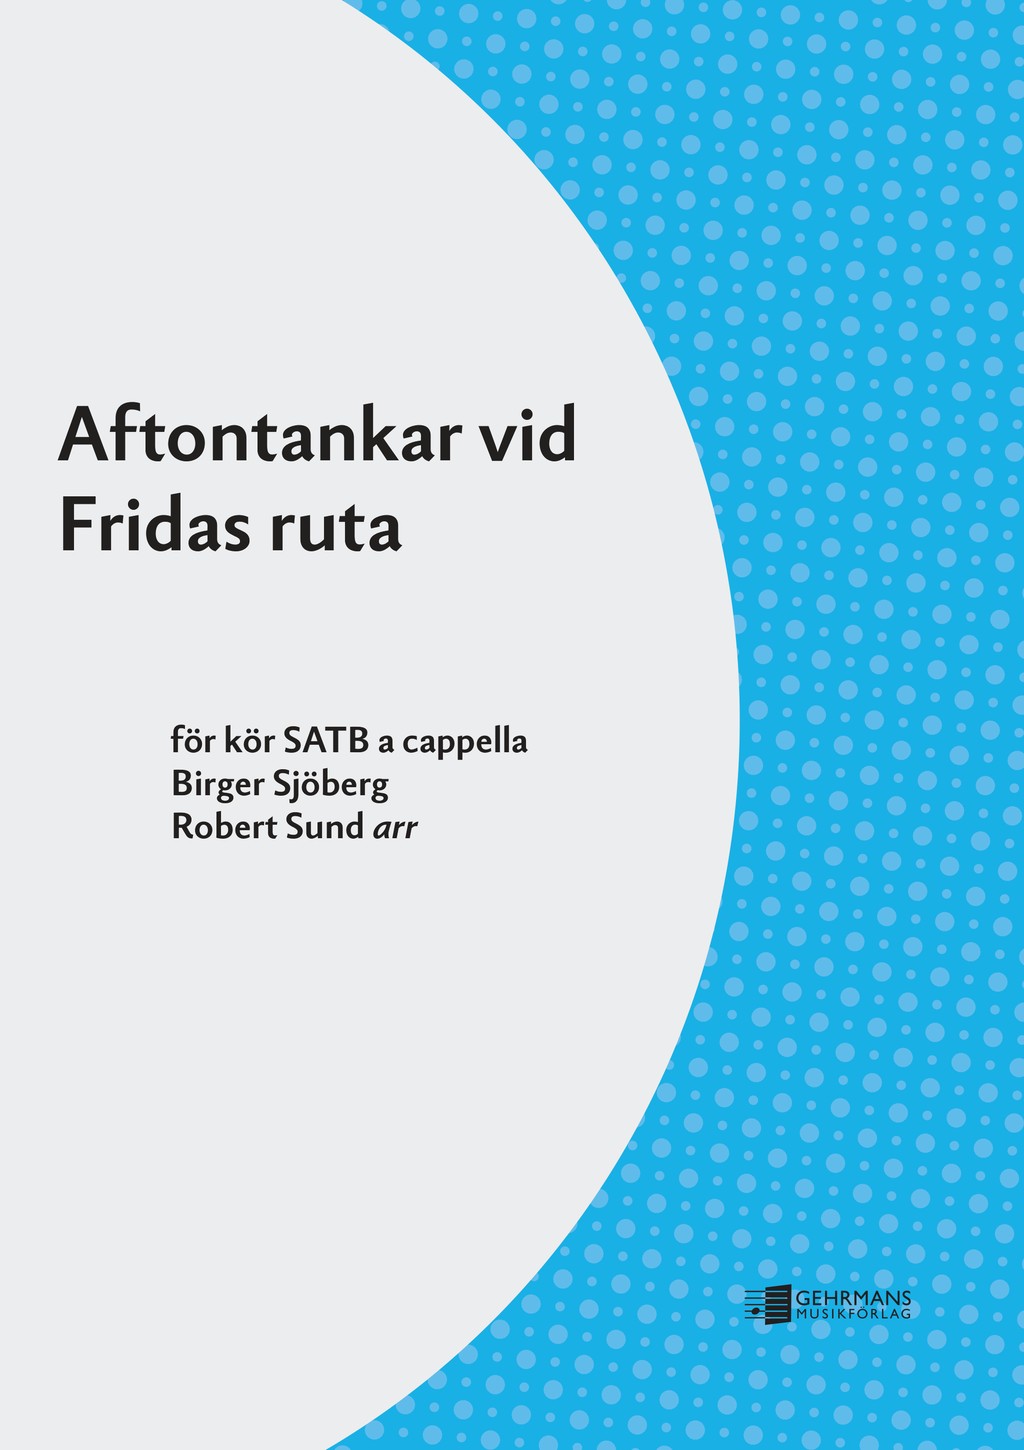 Aftontankar vid
Fridas ruta
för kör SATB a cappella
Birger Sjöberg
Robert Sund arr
GEHRMANS
MUSIKFÖRLAG